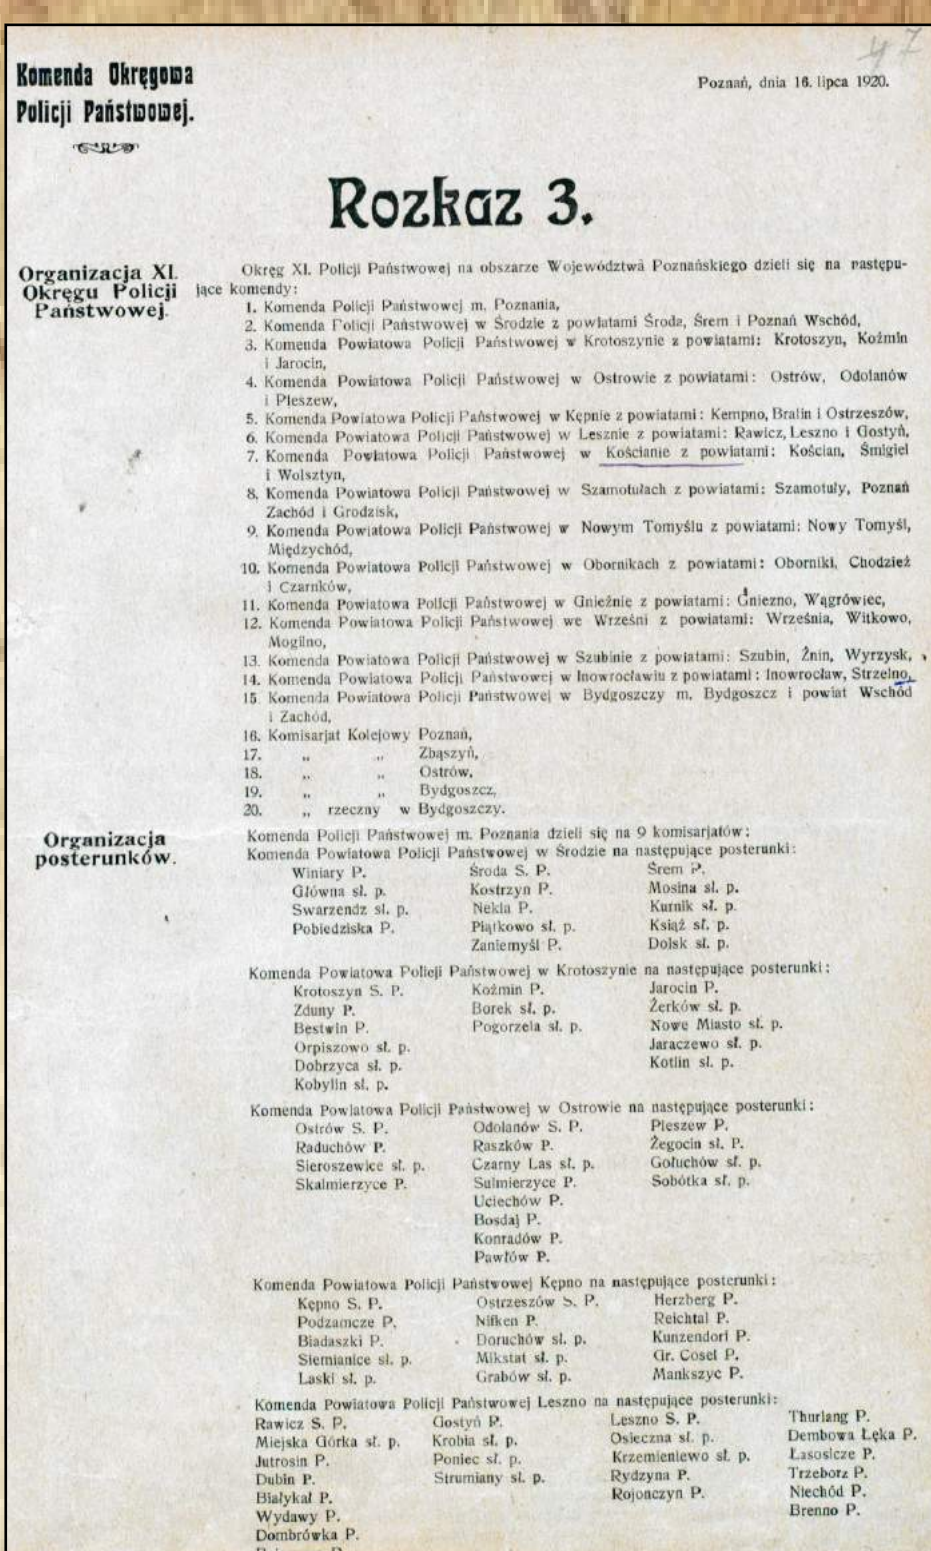 47
Komenda Okręgowa
Policji Państwowej.
Poznań, dnia 16. lipca 1920.
Rozkaz 3.
Organizacja XI.
Okręgu Policji
Państwowej.
Okręg XI. Policji Państwowej na obszarze Województwa Poznańskiego dzieli się na następu-
jące komendy:
1. Komenda Policji Państwowej m. Poznania,
2. Komenda Policji Państwowej w Środzie z powiatami Środa, Śrem i Poznań Wschód,
3. Komenda Powiatowa Policji Państwowej w Krotoszynie z powiatami: Krotoszyn, Koźmin
i Jarocin,
4. Komenda Powiatowa Policji Państwowej w Ostrowie z powiatami: Ostrów, Odolanów
i Pleszew,
5. Komenda Powiatowa Policji Państwowej w Kępnie z powiatami: Kempno, Bralin i Ostrzeszów,
6. Komenda Powiatowa Policji Państwowej w Lesznie z powiatami: Rawicz, Leszno i Gostyń,
7. Komenda Powiatowa Policji Państwowej w Kościanie z powiatami: Kościan, Śmigiel
i Wolsztyn,
8. Komenda Powiatowa Policji Państwowej w Szamotułach z powiatami: Szamotuły, Poznań
Zachód i Grodzisk,
9. Komenda Powiatowa Policji Państwowej w Nowym Tomyślu z powiatami: Nowy Tomyśl,
Międzychód,
10. Komenda Powiatowa Policji Państwowej w Obornikach z powiatami: Oborniki, Chodzież
i Czarnków,
11. Komenda Powiatowa Policji Państwowej w Gnieźnie z powiatami: Gniezno, Wągrówiec,
12. Komenda Powiatowa Policji Państwowej we Wrześni z powiatami: Września, Witkowo,
Mogilno,
13. Komenda Powiatowa Policji Państwowej w Szubinie z powiatami: Szubin, Żnin, Wyrzysk,
14. Komenda Powiatowa Policji Państwowej w Inowrocławiu z powiatami: Inowrocław, Strzelno,
15 Komenda Powiatowa Policji Państwowej w Bydgoszczy m. Bydgoszcz i powiat Wschód
i Zachód,
16. Komisarjat Kolejowy Poznań,
17. „ „ Zbąszyń,
18. „ „ Ostrów,
19. „ „ Bydgoszcz,
20. „ rzeczny w Bydgoszczy.
Organizacja
posterunków.
Komenda Policji Państwowej m. Poznania dzieli się na 9 komisarjatów:
Komenda Powiatowa Policji Państwowej w Środzie na następujące posterunki:
Winiary P. Środa S. P. Śrem P.
Główna sł. p. Kostrzyn P. Mosina sł. p.
Swarzendz sł. p. Nekla P. Kurnik sł. p.
Pobiedziska P. Piątkowo sł. p. Książ sł. p.
Zaniemyśl P. Dolsk sł. p.
Komenda Powiatowa Policji Państwowej w Krotoszynie na następujące posterunki:
Krotoszyn S. P. Koźmin P. Jarocin P.
Zduny P. Borek sł. p. Żerków sł. p.
Bestwin P. Pogorzela sł. p. Nowe Miasto sł. p.
Orpiszowo sł. p. Jaraczewo sł. p.
Dobrzyca sł. p. Kotlin sł. p.
Kobylin sł. p.
Komenda Powiatowa Policji Państwowej w Ostrowie na następujące posterunki:
Ostrów S. P. Odolanów S. P. Pleszew P.
Raduchów P. Raszków P. Żegocin sł. P.
Sieroszewice sł. p. Czarny Las sł. p. Gołuchów sł. p.
Skalmierzyce P. Sulmierzyce P. Sobótka sł. p.
Uciechów P.
Bosdaj P.
Konradów P.
Pawłów P.
Komenda Powiatowa Policji Państwowej Kępno na następujące posterunki:
Kępno S. P. Ostrzeszów S. P. Herzberg P.
Podzamcze P. Nifken P. Reichtal P.
Biadaszki P. Doruchów sł. p. Kunzendorf P.
Siemianice sł. p. Mikstat sł. p. Gr. Cosel P.
Laski sł. p. Grabów sł. p. Mankszyc P.
Komenda Powiatowa Policji Państwowej Leszno na następujące posterunki:
Rawicz S. P. Gostyń P. Leszno S. P. Thurlang P.
Miejska Górka sł. p. Krobia sł. p. Osieczna sł. p. Dembowa Łęka P.
Jutrosin P. Poniec sł. p. Krzemieniewo sł. p. Łasosicze P.
Dubin P. Strumiany sł. p. Rydzyna P. Trzeborz P.
Białykał P. Rojonczyn P. Niechód P.
Wydawy P. Brenno P.
Dombrówka P.